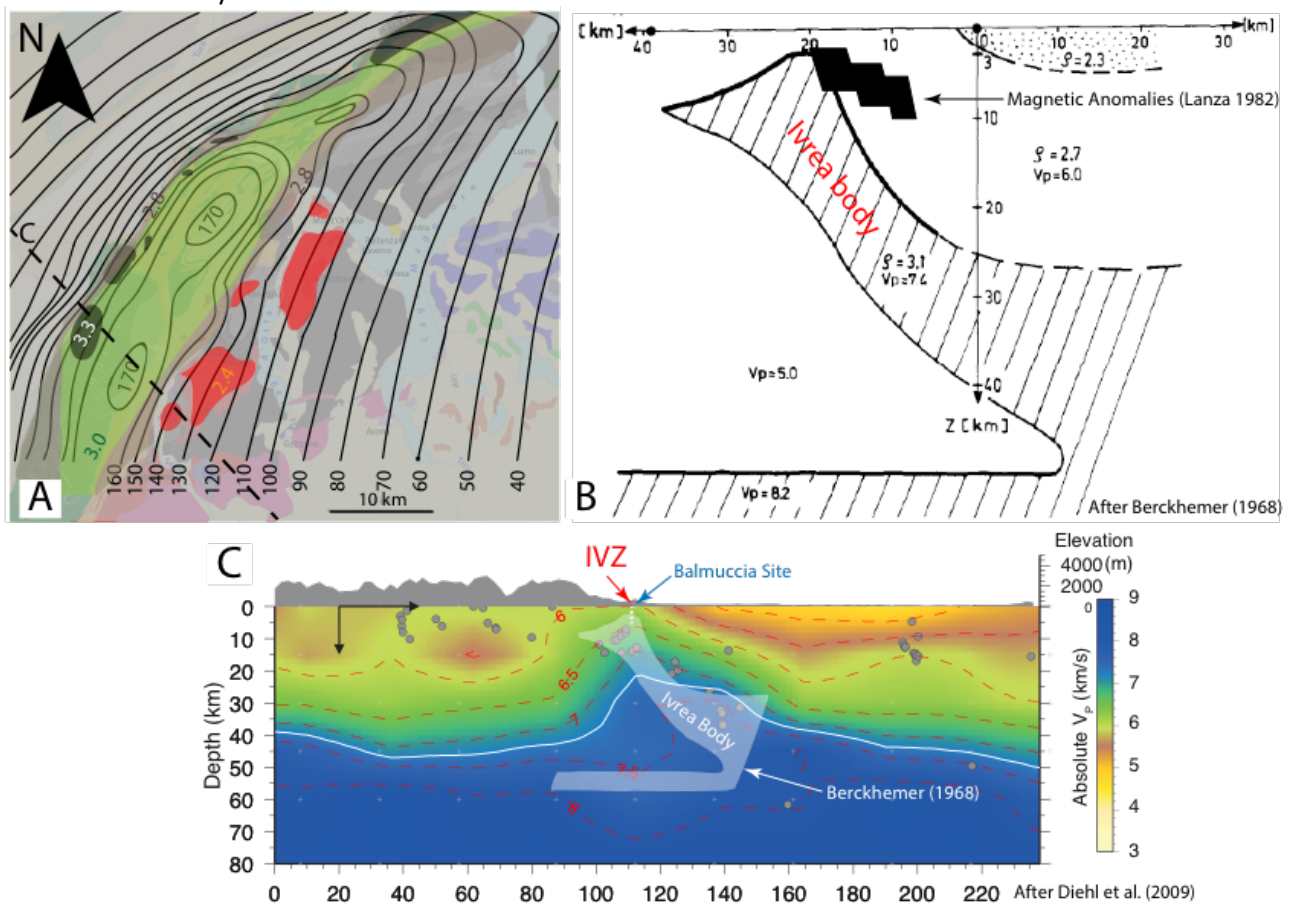 N
170
2.8
2.8
C
3.3
170
2.4
3.0
160
150
140
130
120
110
100
90
80
70
60
50
40
10 km
A
[km]
40
30
20
10
0
10
20
30
[km]
3
ϱ=2.3
Magnetic Anomalies (Lanza 1982)
10
ϱ = 2.7
Vp=6.0
Ivrea body
20
ϱ=3.1
30
Vp=5.0
40
Z [km]
Vp=8.2
B
After Berckhemer (1968)
C
IVZ
Balmuccia Site
Elevation
4000 (m)
2000
0
0
10
20
30
40
50
60
70
80
Depth (km)
6
6.5
7
7.5
8
Ivrea Body
Berckhemer (1968)
9
8
7
6
5
4
3
Absolute VP (km/s)
0
20
40
60
80
100
120
140
160
180
200
220
After Diehl et al. (2009)